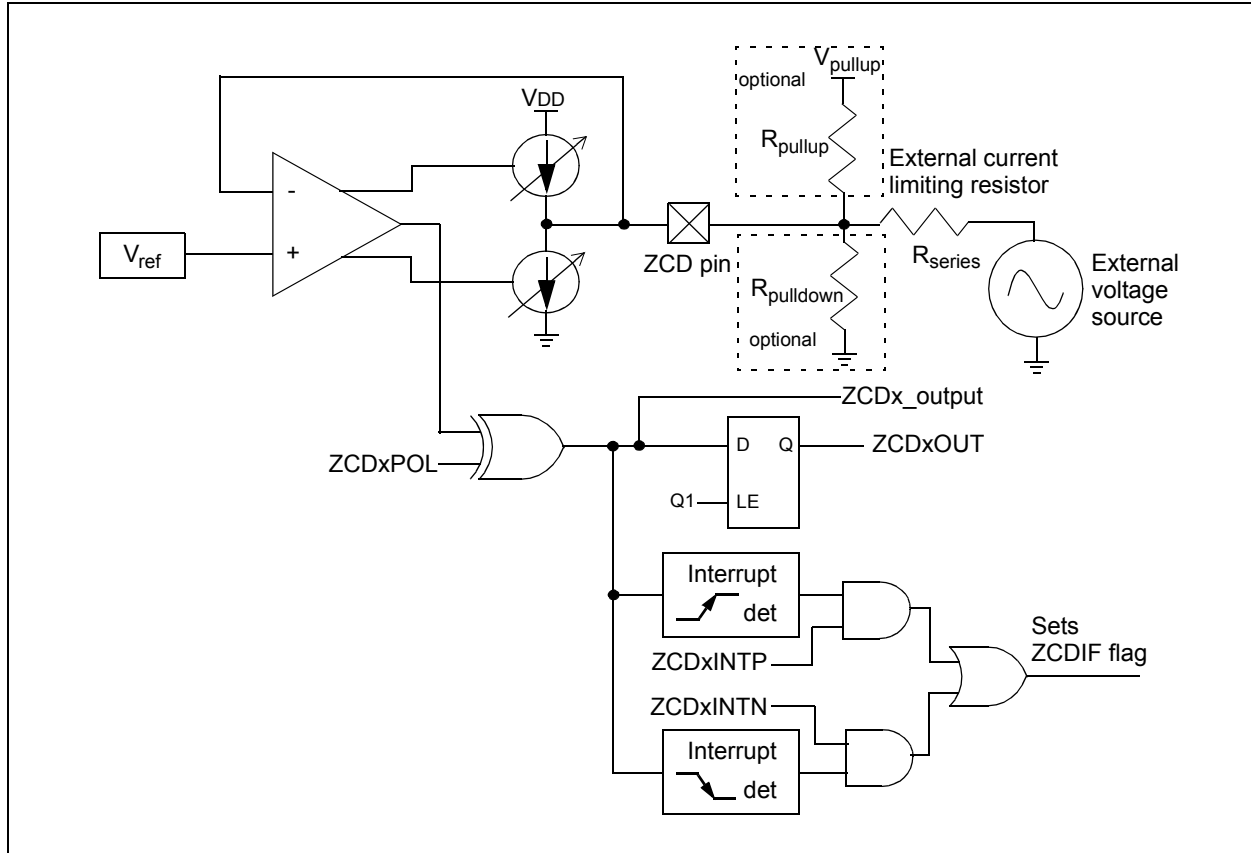 Vpullup
optional
VDD
Rpullup
External current
limiting resistor
-
Vref
+
ZCD pin
Rseries
Rpulldown
External
voltage
source
optional
ZCDx_output
D
Q
ZCDxOUT
ZCDxPOL
Q1
LE
Interrupt
det
Sets
ZCDIF flag
ZCDxINTP
ZCDxINTN
Interrupt
det